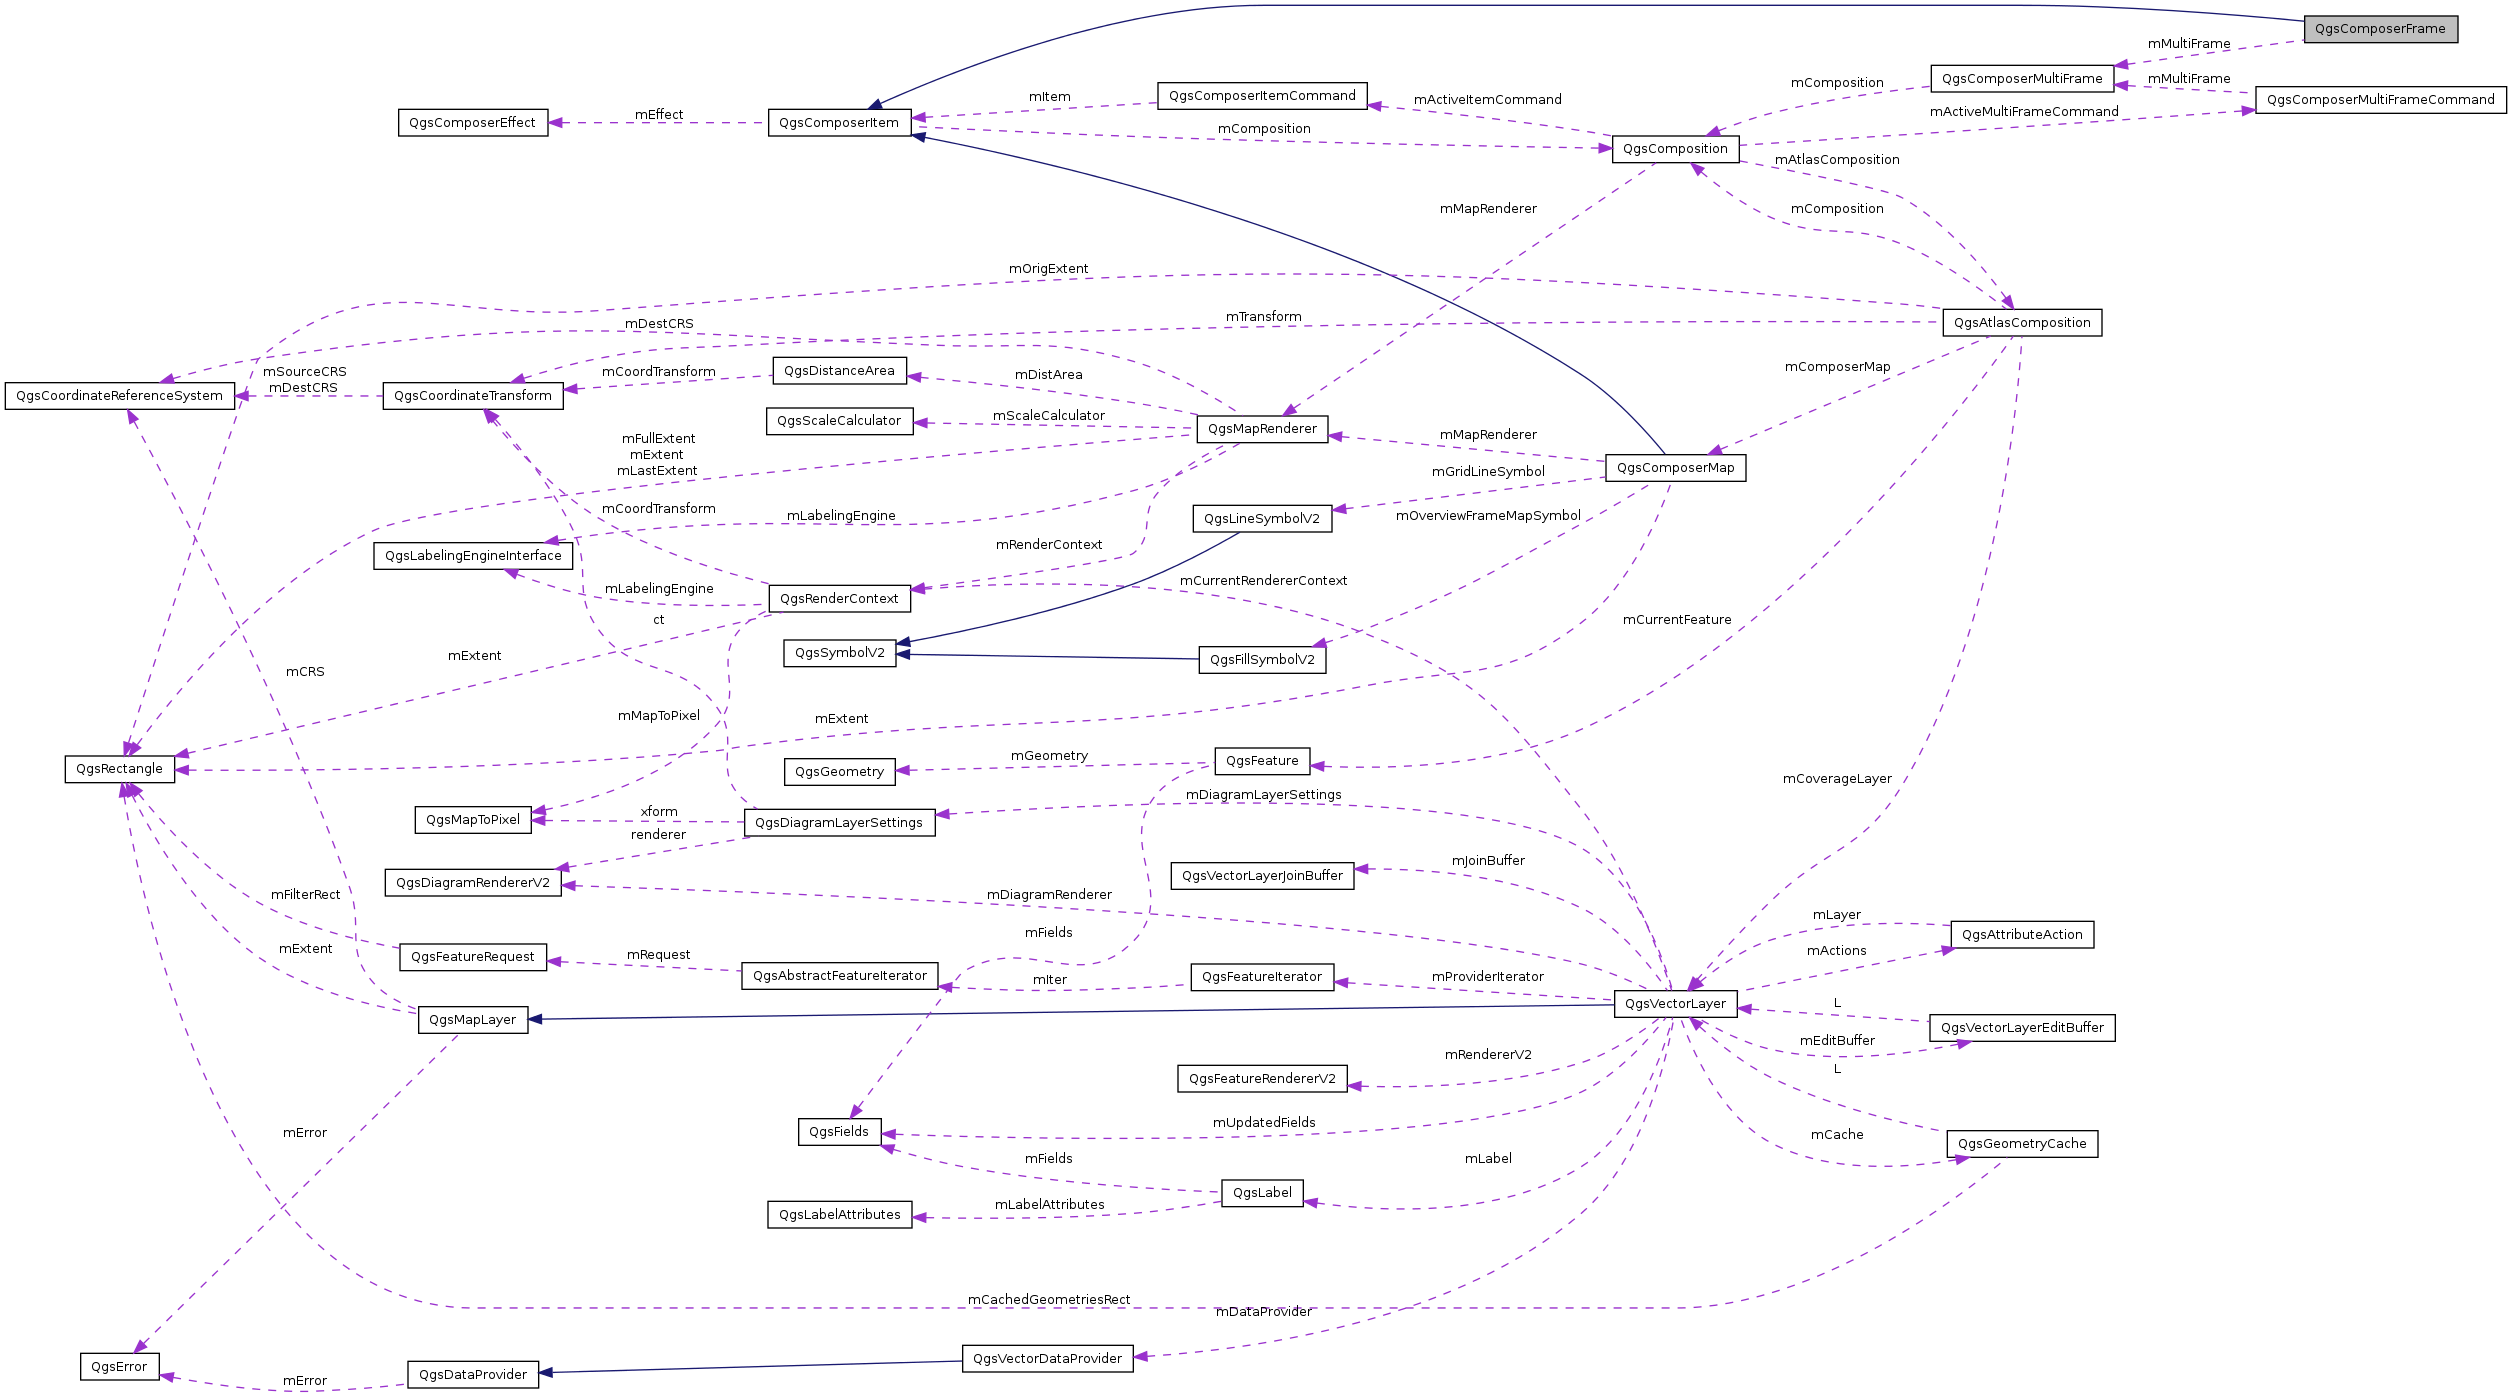 QgsComposerFrame
mMultiFrame
QgsComposerMultiFrame
mMultiFrame
QgsComposerMultiFrameCommand
mComposition
mActiveMultiFrameCommand
QgsComposerItemCommand
mItem
mActiveItemCommand
QgsComposerEffect
mEffect
QgsComposerItem
mComposition
QgsComposition
mAtlasComposition
mMapRenderer
mComposition
mOrigExtent
mTransform
mDestCRS
QgsAtlasComposition
mSourceCRS
mDestCRS
mCoordTransform
QgsDistanceArea
mDistArea
mComposerMap
QgsCoordinateReferenceSystem
QgsCoordinateTransform
QgsScaleCalculator
mScaleCalculator
QgsMapRenderer
mMapRenderer
mFullExtent
mExtent
mLastExtent
QgsComposerMap
mGridLineSymbol
mCoordTransform
mLabelingEngine
QgsLineSymbolV2
mOverviewFrameMapSymbol
mRenderContext
QgsLabelingEngineInterface
mLabelingEngine
QgsRenderContext
mCurrentRendererContext
ct
mCurrentFeature
mExtent
QgsSymbolV2
QgsFillSymbolV2
mCRS
mMapToPixel
mExtent
QgsRectangle
QgsGeometry
mGeometry
QgsFeature
mCoverageLayer
mDiagramLayerSettings
QgsMapToPixel
xform
QgsDiagramLayerSettings
renderer
mJoinBuffer
QgsVectorLayerJoinBuffer
QgsDiagramRendererV2
mFilterRect
mDiagramRenderer
mLayer
mFields
QgsAttributeAction
mExtent
mActions
QgsFeatureRequest
mRequest
QgsAbstractFeatureIterator
mIter
QgsFeatureIterator
mProviderIterator
QgsVectorLayer
L
QgsMapLayer
QgsVectorLayerEditBuffer
mEditBuffer
mRendererV2
L
QgsFeatureRendererV2
mError
QgsFields
mUpdatedFields
mCache
QgsGeometryCache
mFields
mLabel
QgsLabel
QgsLabelAttributes
mLabelAttributes
mCachedGeometriesRect
mDataProvider
QgsError
mError
QgsDataProvider
QgsVectorDataProvider